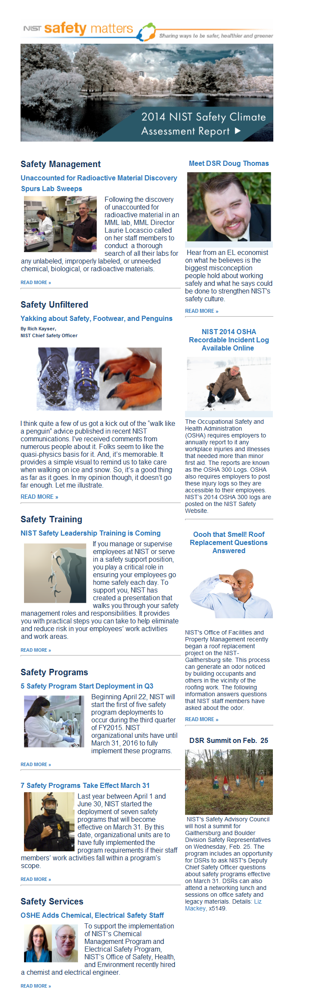 NIST safety matters
Sharing ways to be safer, healthier and greener
2014 NIST Safety Climate
Assessment Report
Safety Management
Unaccounted for Radioactive Material Discovery
Spurs Lab Sweeps
Following the discovery
of unaccounted for
radioactive material in an
MML lab, MML Director
Laurie Locascio called
on her staff members to
conduct a thorough
search of all their labs for
any unlabeled, improperly labeled, or unneeded
chemical, biological, or radioactive materials.
READ MORE »
Safety Unfiltered
Yakking about Safety, Footwear, and Penguins
By Rich Kayser,
NIST Chief Safety Officer
I think quite a few of us got a kick out of the “walk like
a penguin” advice published in recent NIST
communications. I’ve received comments from
numerous people about it. Folks seem to like the
quasi-physics basis for it. And, it’s memorable. It
provides a simple visual to remind us to take care
when walking on ice and snow. So, it’s a good thing
as far as it goes. In my opinion though, it doesn’t go
far enough. Let me illustrate.
READ MORE »
Safety Training
NIST Safety Leadership Training is Coming
If you manage or supervise
employees at NIST or serve
in a safety support position,
you play a critical role in
ensuring your employees go
home safely each day. To
support you, NIST has
created a presentation that
walks you through your safety
management roles and responsibilities. It provides
you with practical steps you can take to help eliminate
and reduce risk in your employees’ work activities
and work areas.
READ MORE »
Safety Programs
5 Safety Program Start Deployment in Q3
Beginning April 22, NIST will
start the first of five safety
program deployments to
occur during the third quarter
of FY2015. NIST
organizational units have until
March 31, 2016 to fully
implement these programs.
READ MORE »
7 Safety Programs Take Effect March 31
Last year between April 1 and
June 30, NIST started the
deployment of seven safety
programs that will become
effective on March 31. By this
date, organizational units are to
have fully implemented the
program requirements if their staff
members’ work activities fall within a program’s
scope.
READ MORE »
Safety Services
OSHE Adds Chemical, Electrical Safety Staff
To support the implementation
of NIST’s Chemical
Management Program and
Electrical Safety Program,
NIST’s Office of Safety, Health,
and Environment recently hired
a chemist and electrical engineer.
READ MORE »
Meet DSR Doug Thomas
Hear from an EL economist
on what he believes is the
biggest misconception
people hold about working
safely and what he says could
be done to strengthen NIST's
safety culture.
READ MORE »
NIST 2014 OSHA
Recordable Incident Log
Available Online
The Occupational Safety and
Health Administration
(OSHA) requires employers to
annually report to it any
workplace injuries and illnesses
that needed more than minor
first aid. The reports are known
as the OSHA 300 Logs. OSHA
also requires employers to post
these injury logs so they are
accessible to their employees.
NIST’s 2014 OSHA 300 logs are
posted on the NIST Safety
Website.
Oooh that Smell! Roof
Replacement Questions
Answered
NIST's Office of Facilities and
Property Management recently
began a roof replacement
project on the NIST-
Gaithersburg site. This process
can generate an odor noticed
by building occupants and
others in the vicinity of the
roofing work. The following
information answers questions
that NIST staff members have
asked about the odor.
READ MORE »
DSR Summit on Feb. 25
NIST's Safety Advisory Council
will host a summit for
Gaithersburg and Boulder
Division Safety Representatives
on Wednesday, Feb. 25. The
program includes an opportunity
for DSRs to ask NIST's Deputy
Chief Safety Officer questions
about safety programs effective
on March 31. DSRs can also
attend a networking lunch and
sessions on office safety and
legacy materials. Details: Liz
Mackey, x5149.